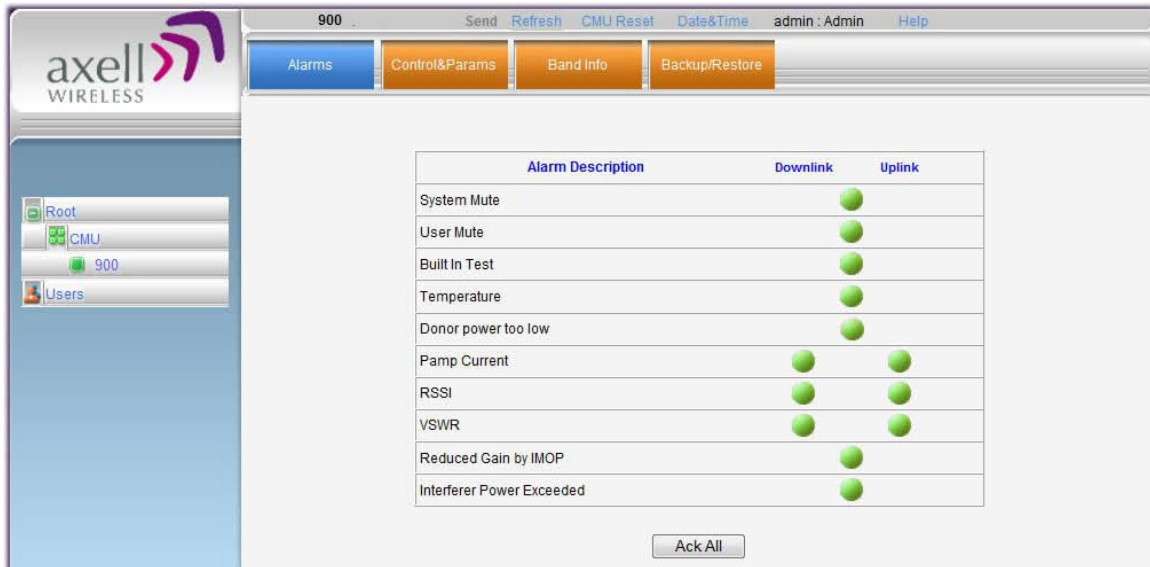 axell
WIRELESS
900 Send Refresh CMU Reset Date&Time admin : Admin Help
Alarms Control&Params Band Info Backup/Restore
Root
CMU
900
Users
Alarm Description Downlink Uplink
System Mute
User Mute
Built In Test
Temperature
Donor power too low
Pamp Current
RSSI
VSWR
Reduced Gain by IMOP
Interferer Power Exceeded
Ack All